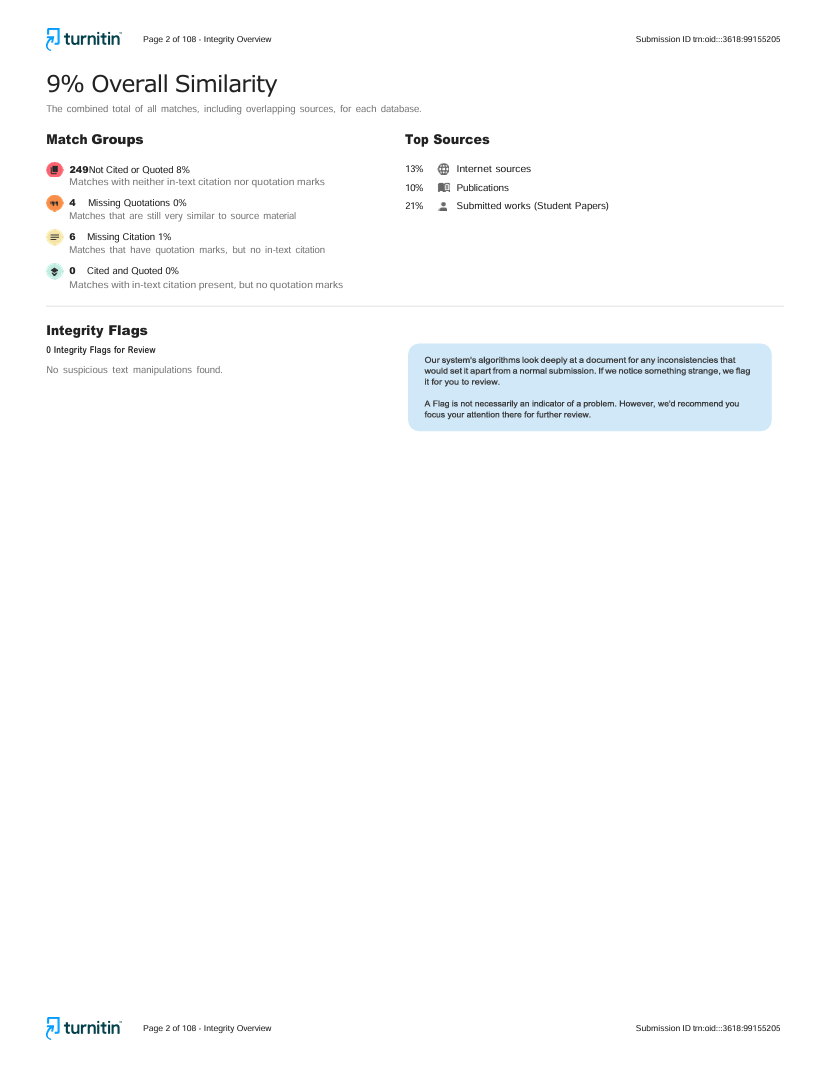 turnitin Page 2 of 108 - Integrity Overview Submission ID trn:oid:::3618:99155205
9% Overall Similarity
The combined total of all matches, including overlapping sources, for each database.
Match Groups
249Not Cited or Quoted 8%
Matches with neither in-text citation nor quotation marks
4 Missing Quotations 0%
Matches that are still very similar to source material
6 Missing Citation 1%
Matches that have quotation marks, but no in-text citation
0 Cited and Quoted 0%
Matches with in-text citation present, but no quotation marks
Top Sources
13% Internet sources
10% Publications
21% Submitted works (Student Papers)
Integrity Flags
0 Integrity Flags for Review
No suspicious text manipulations found.
Our system's algorithms look deeply at a document for any inconsistencies that
would set it apart from a normal submission. If we notice something strange, we flag
it for you to review.
A Flag is not necessarily an indicator of a problem. However, we'd recommend you
focus your attention there for further review.
turnitin Page 2 of 108 - Integrity Overview Submission ID trn:oid:::3618:99155205